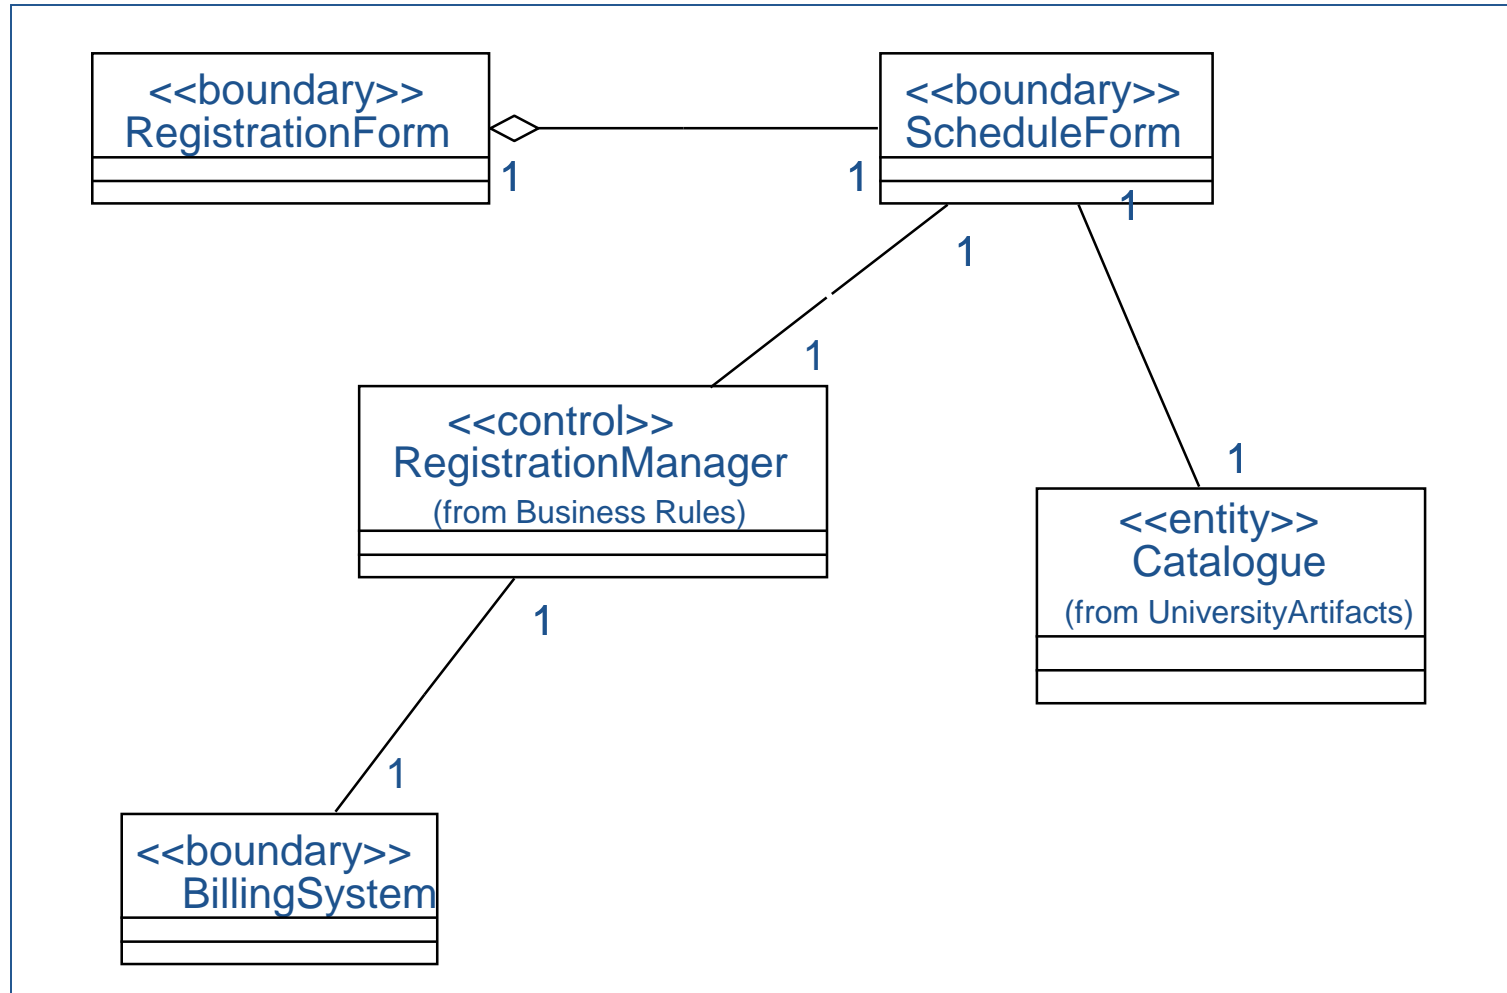 <<boundary>>
RegistrationForm
<<boundary>>
ScheduleForm
1
1
1
1
1
<<control>>
RegistrationManager
(from Business Rules)
1
<<entity>>
Catalogue
(from UniversityArtifacts)
1
1
<<boundary>>
BillingSystem